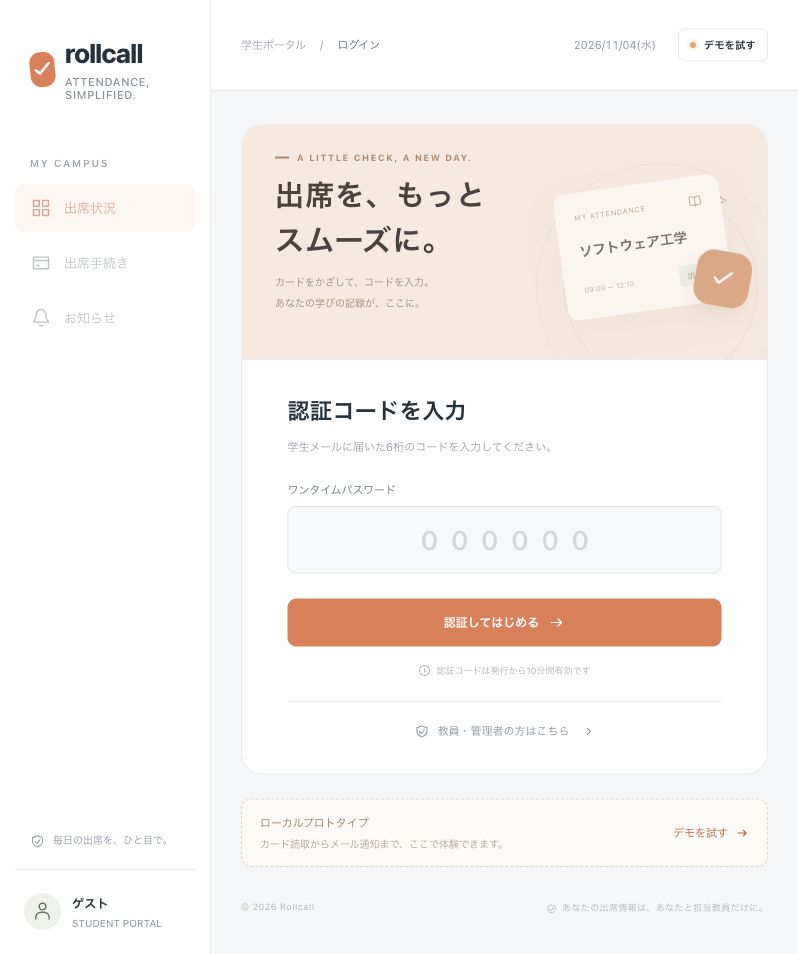 rollcall
ATTENDANCE,
SIMPLIFIED.
MY CAMPUS
出席状況
出席手続き
お知らせ
毎日の出席を、ひと目で。
ゲスト
STUDENT PORTAL
学生ポータル / ログイン
2026/11/04(水)
デモを試す
A LITTLE CHECK, A NEW DAY.
出席を、もっと
スムーズに。
カードをかざして、コードを入力。
あなたの学びの記録が、ここに。
MY ATTENDANCE
ソフトウェア工学
09:00 — 12:10
出
認証コードを入力
学生メールに届いた6桁のコードを入力してください。
ワンタイムパスワード
000000
認証してはじめる →
認証コードは発行から10分間有効です
教員・管理者の方はこちら
ローカルプロトタイプ
カード読取からメール通知まで、ここで体験できます。
デモを試す →
© 2026 Rollcall
あなたの出席情報は、あなたと担当教員だけに。